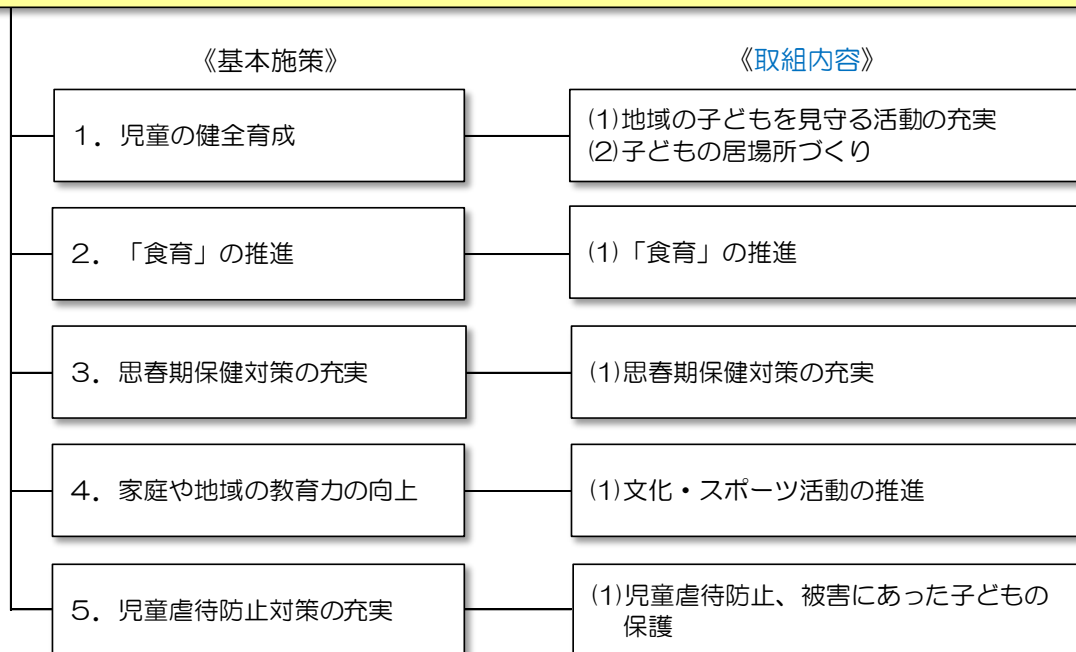 《基本施策》
《取組内容》
1．児童の健全育成
(1)地域の子どもを見守る活動の充実
(2)子どもの居場所づくり
2．「食育」の推進
(1)「食育」の推進
3．思春期保健対策の充実
(1)思春期保健対策の充実
4．家庭や地域の教育力の向上
(1)文化・スポーツ活動の推進
5．児童虐待防止対策の充実
(1)児童虐待防止、被害にあった子どもの
保護